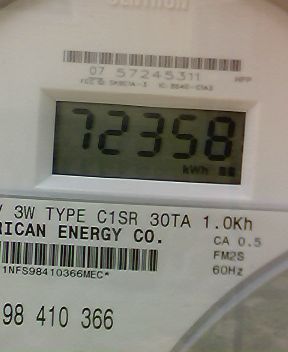 07 57245311
72358
kWh
3W TYPE C1SR 30TA 1.0Kh
RICAN ENERGY CO.
CA 0.5
FM2S
60Hz
1NFS98410366MEC*
98 410 366